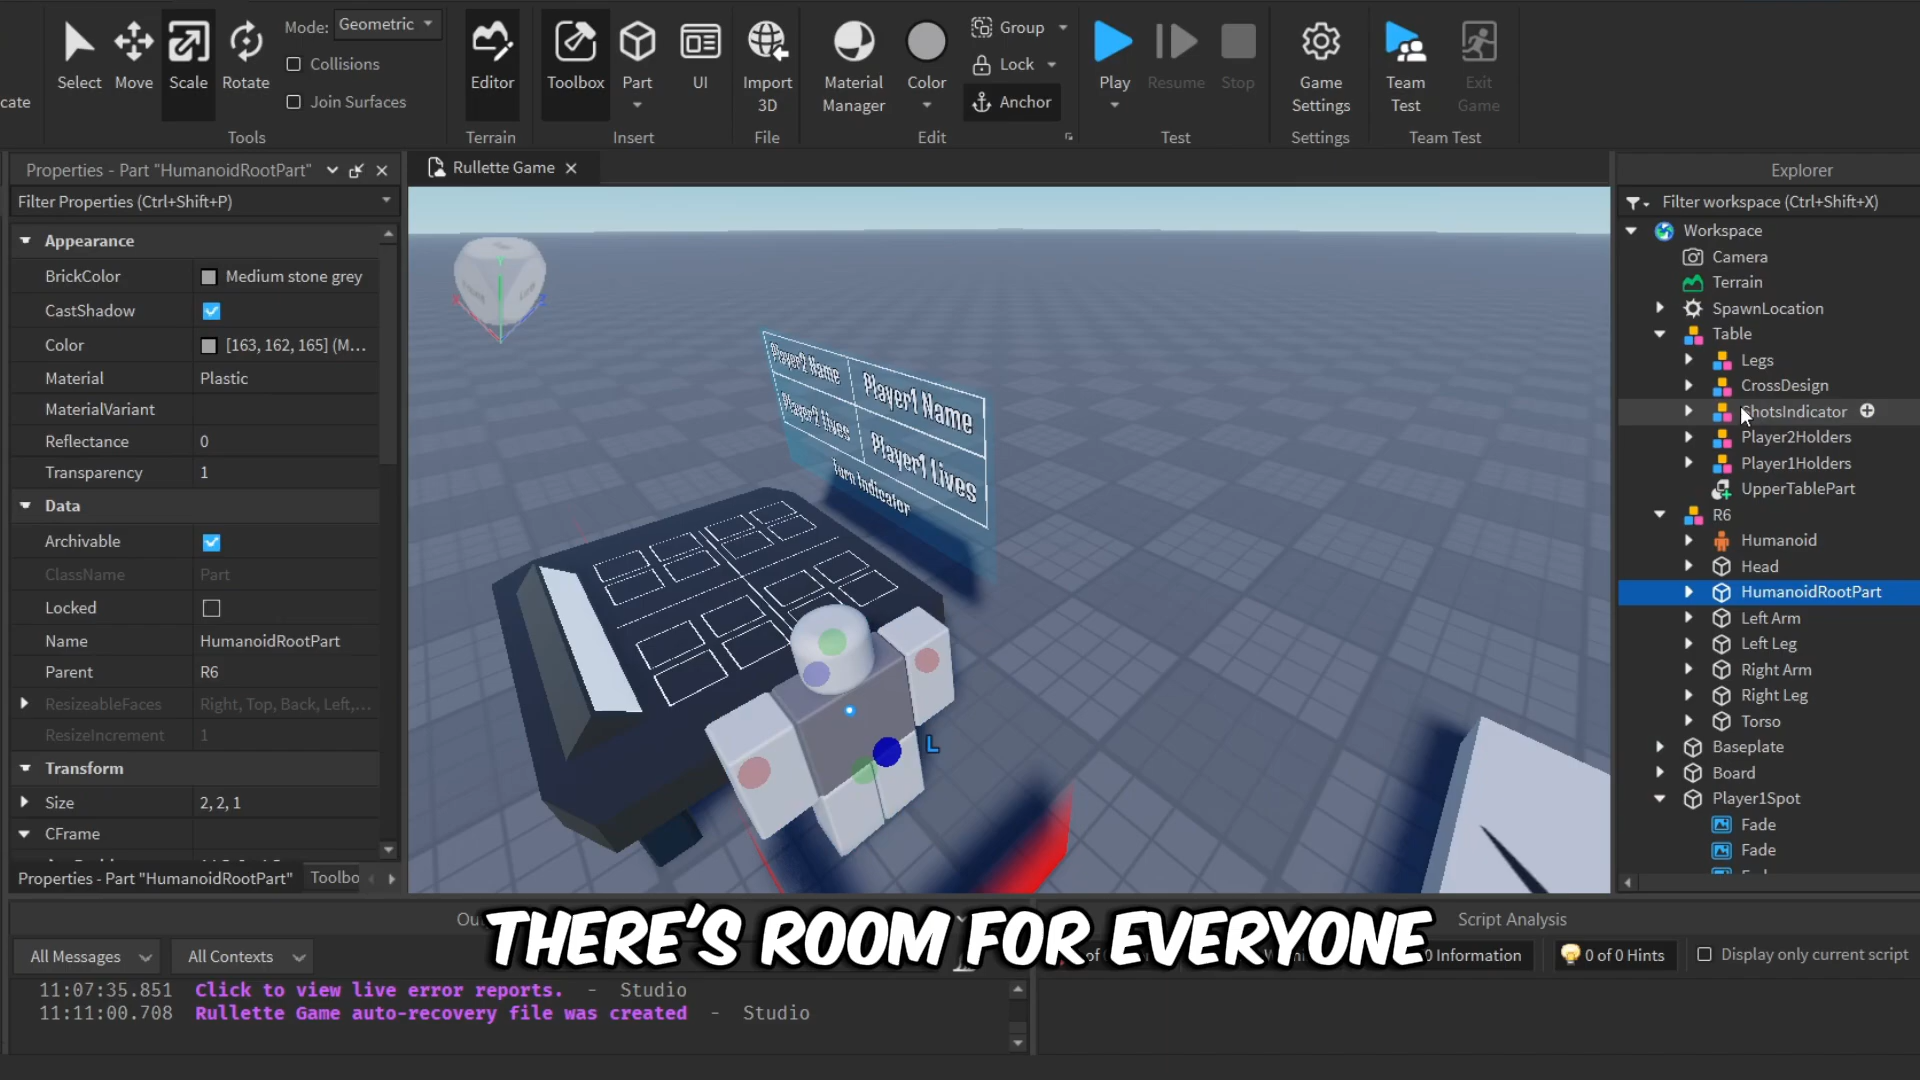 cate
Select
Move
Scale
Rotate
Mode:
Geometric
Collisions
Join Surfaces
Tools
Editor
Terrain
Toolbox
Part
UI
Insert
Import
3D
File
Material
Manager
Color
Group
Lock
Anchor
Edit
Play
Resume
Stop
Test
Game
Settings
Settings
Team
Test
Exit
Game
Team Test
Properties - Part "HumanoidRootPart"
Filter Properties (Ctrl+Shift+P)
Appearance
BrickColor Medium stone grey
CastShadow
Color [163, 162, 165] (M...
Material Plastic
MaterialVariant
Reflectance 0
Transparency 1
Data
Archivable
ClassName Part
Locked
Name HumanoidRootPart
Parent R6
ResizeableFaces Right, Top, Back, Left,...
ResizeIncrement 1
Transform
Size 2, 2, 1
CFrame
Properties - Part "HumanoidRootPart" Toolbo
Rullette Game
Player2 Name
Player1 Name
Player2 Lives
Player1 Lives
Turn Indicator
L
Explorer
Filter workspace (Ctrl+Shift+X)
Workspace
Camera
Terrain
SpawnLocation
Table
Legs
CrossDesign
ShotsIndicator
Player2Holders
Player1Holders
UpperTablePart
R6
Humanoid
Head
HumanoidRootPart
Left Arm
Left Leg
Right Arm
Right Leg
Torso
Baseplate
Board
Player1Spot
Fade
Fade
THERE'S ROOM FOR EVERYONE
Script Analysis
All Messages
All Contexts
0 Information
0 of 0 Hints
Display only current script
11:07:35.851 Click to view live error reports. - Studio
11:11:00.708 Rullette Game auto-recovery file was created - Studio